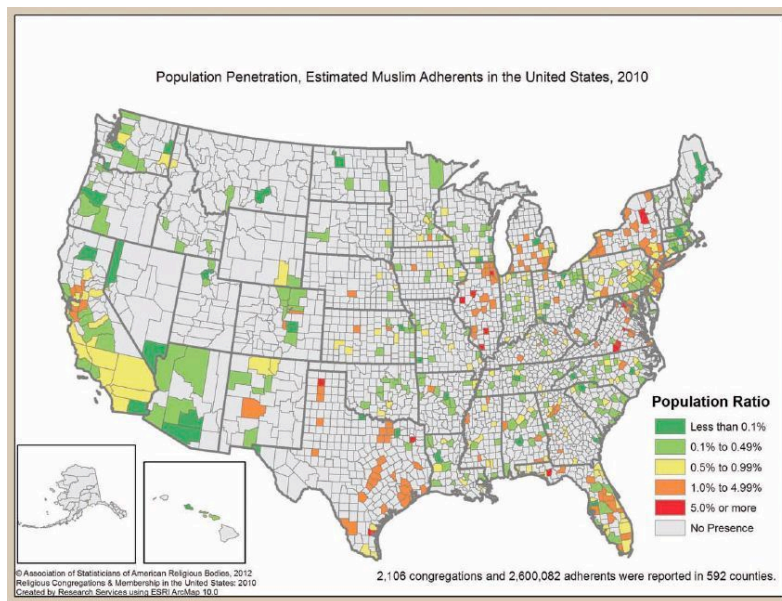 Population Penetration, Estimated Muslim Adherents in the United States, 2010
Population Ratio
Less than 0.1%
0.1% to 0.49%
0.5% to 0.99%
1.0% to 4.99%
5.0% or more
No Presence
© Association of Statisticians of American Religious Bodies, 2012
Religious Congregations & Membership in the United States: 2010
Created by Research Services using ESRI ArcMap 10.0
2,106 congregations and 2,600,082 adherents were reported in 592 counties.